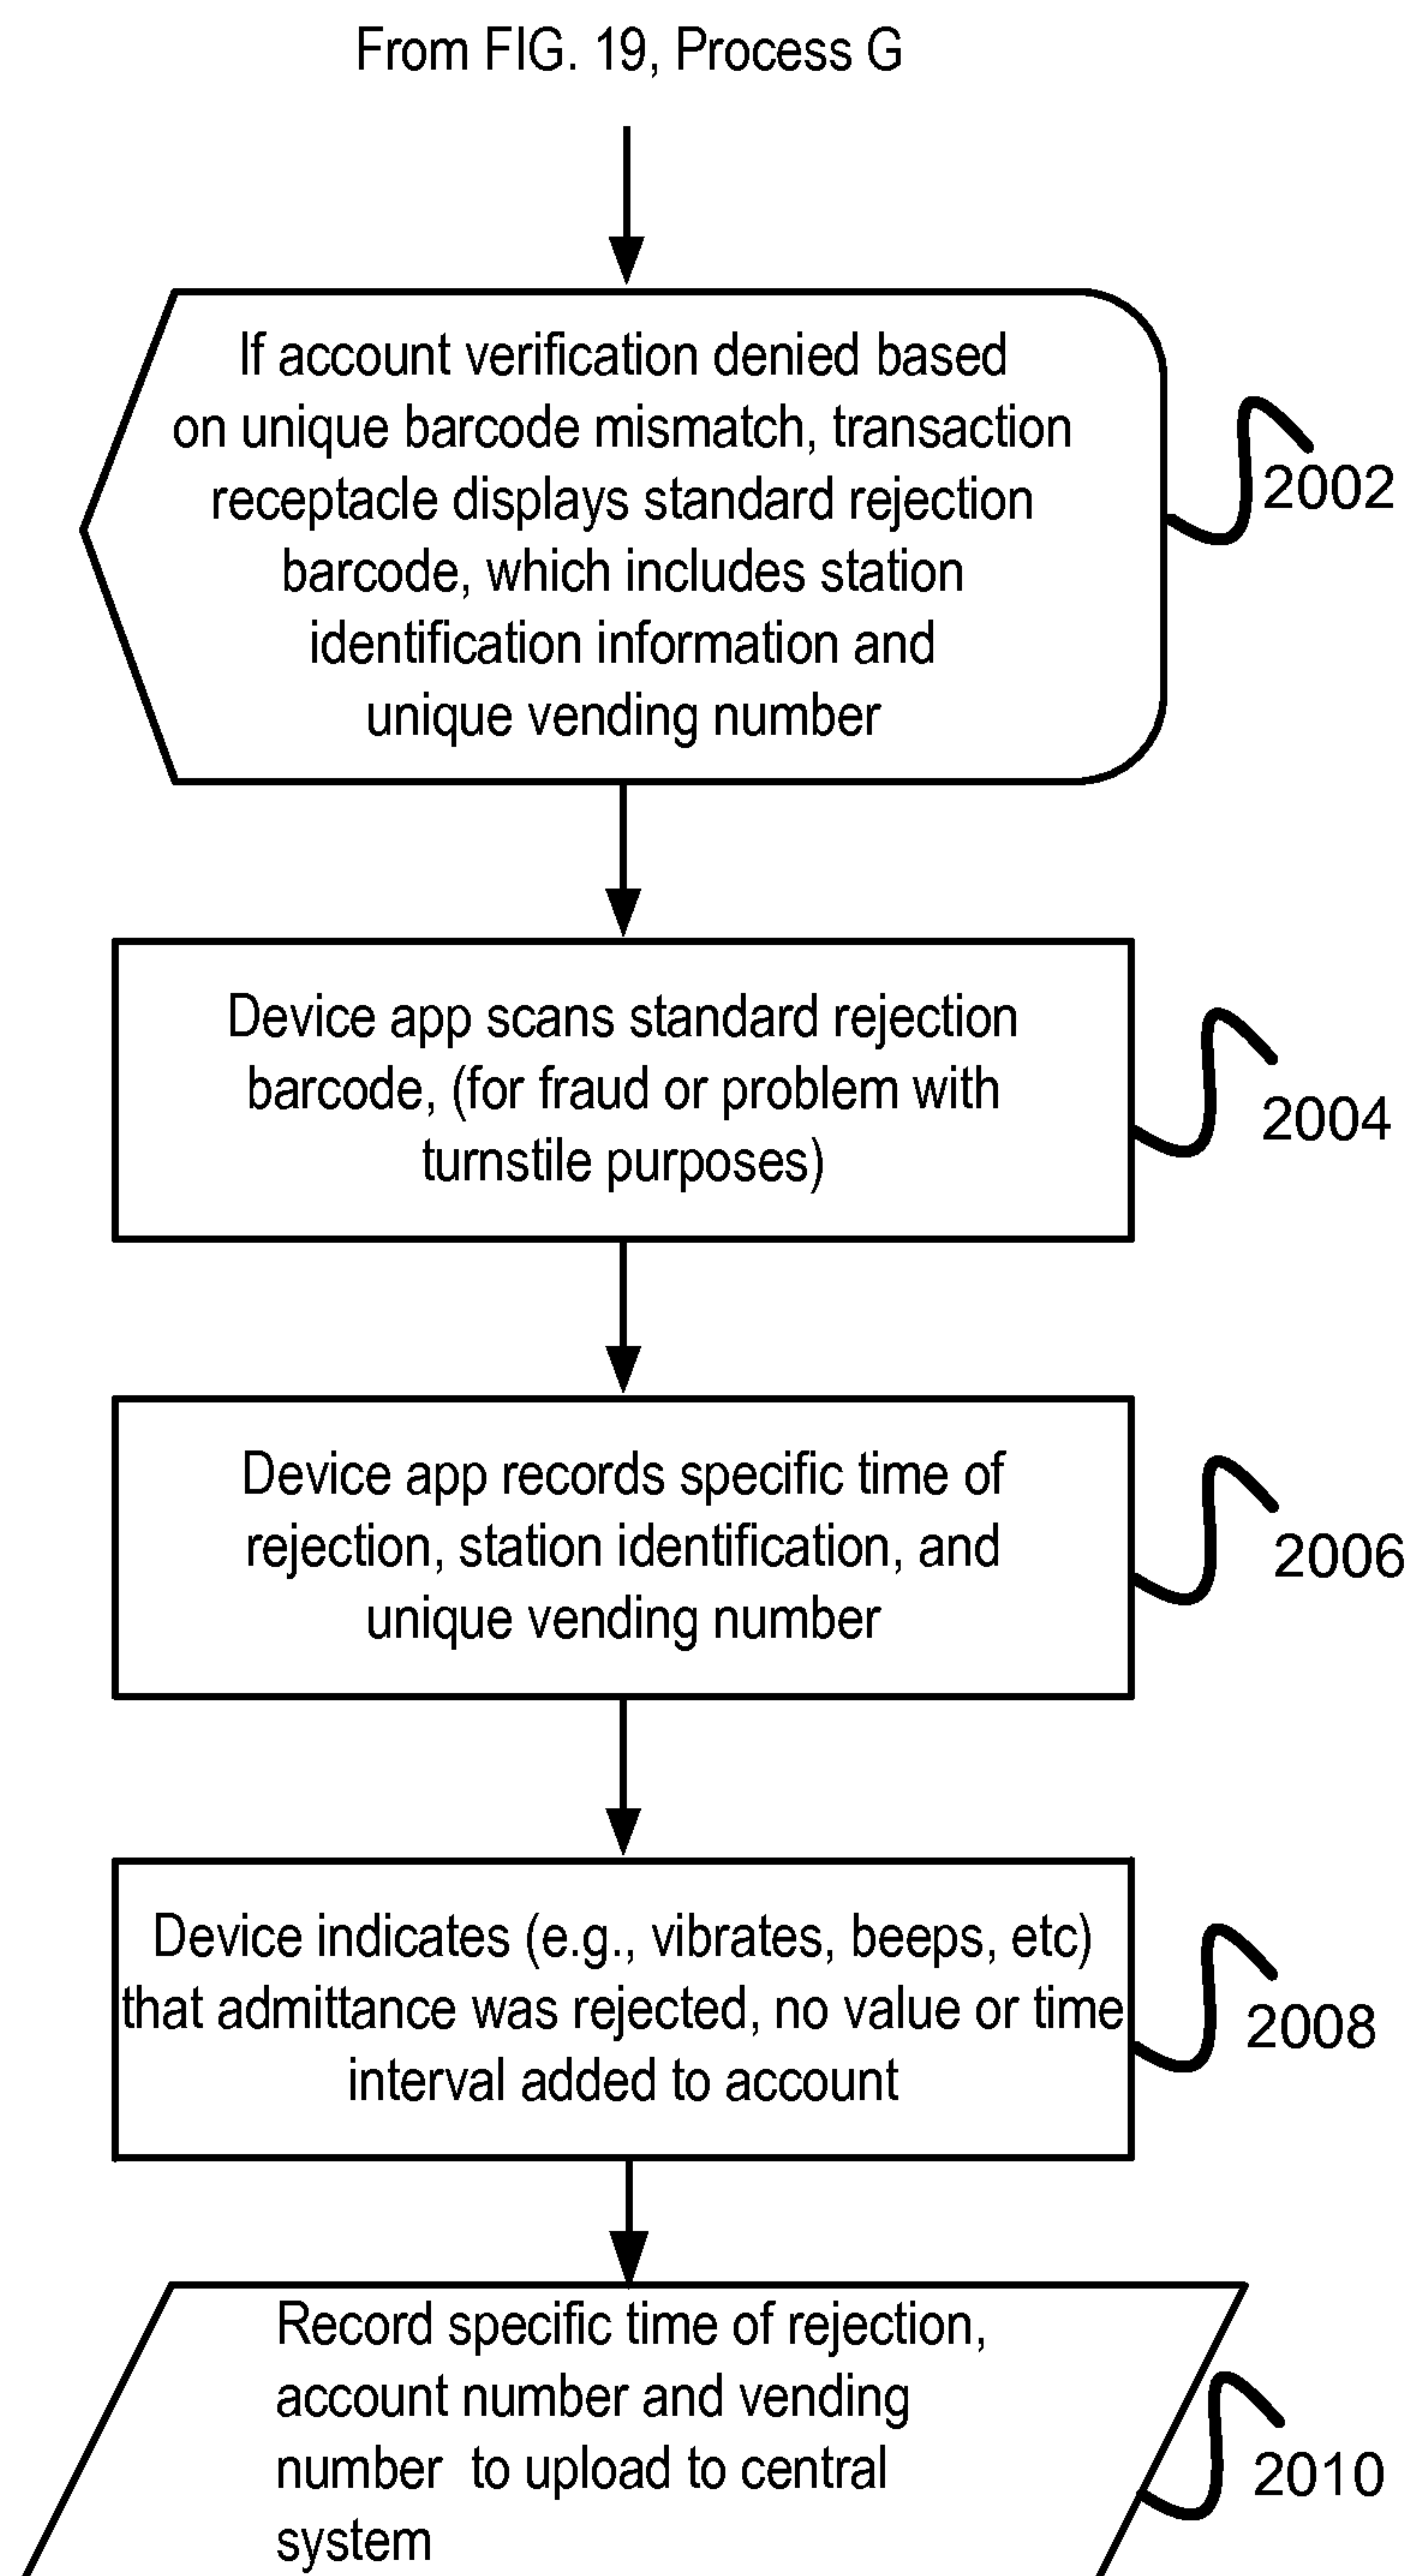 From FIG. 19, Process G
If account verification denied based
on unique barcode mismatch, transaction
receptacle displays standard rejection
barcode, which includes station
identification information and
unique vending number
2002
Device app scans standard rejection
barcode, (for fraud or problem with
turnstile purposes)
2004
Device app records specific time of
rejection, station identification, and
unique vending number
2006
Device indicates (e.g., vibrates, beeps, etc)
that admittance was rejected, no value or time
interval added to account
2008
Record specific time of rejection,
account number and vending
number  to upload to central
system
2010